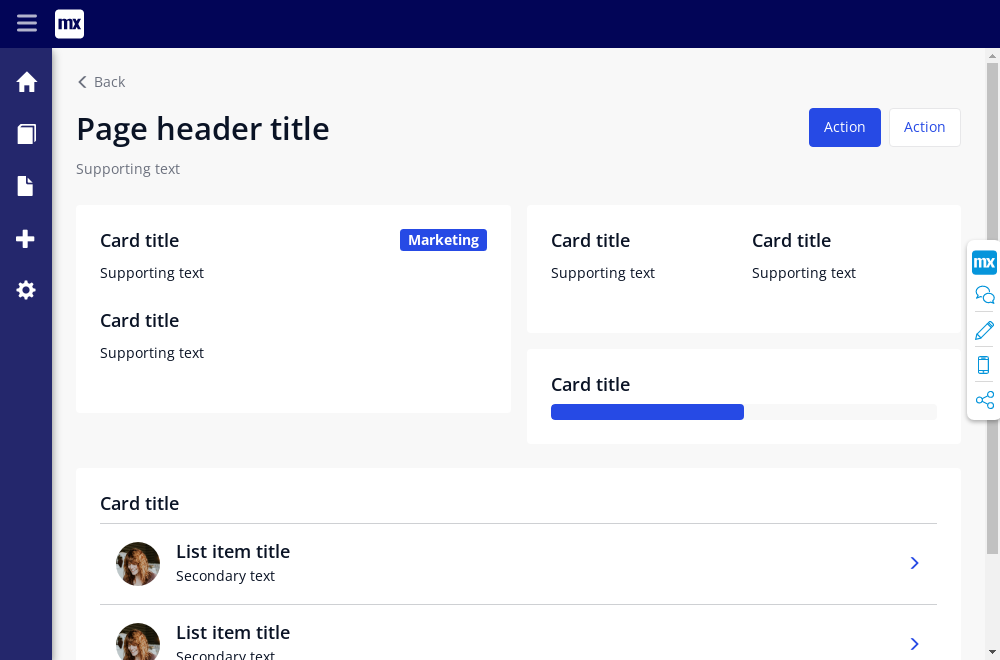 mx
Back
Page header title
Action
Action
Supporting text
Card title
Marketing
Supporting text
Card title
Supporting text
Card title
Supporting text
Card title
Supporting text
Card title
mx
Card title
List item title
Secondary text
List item title
Secondary text